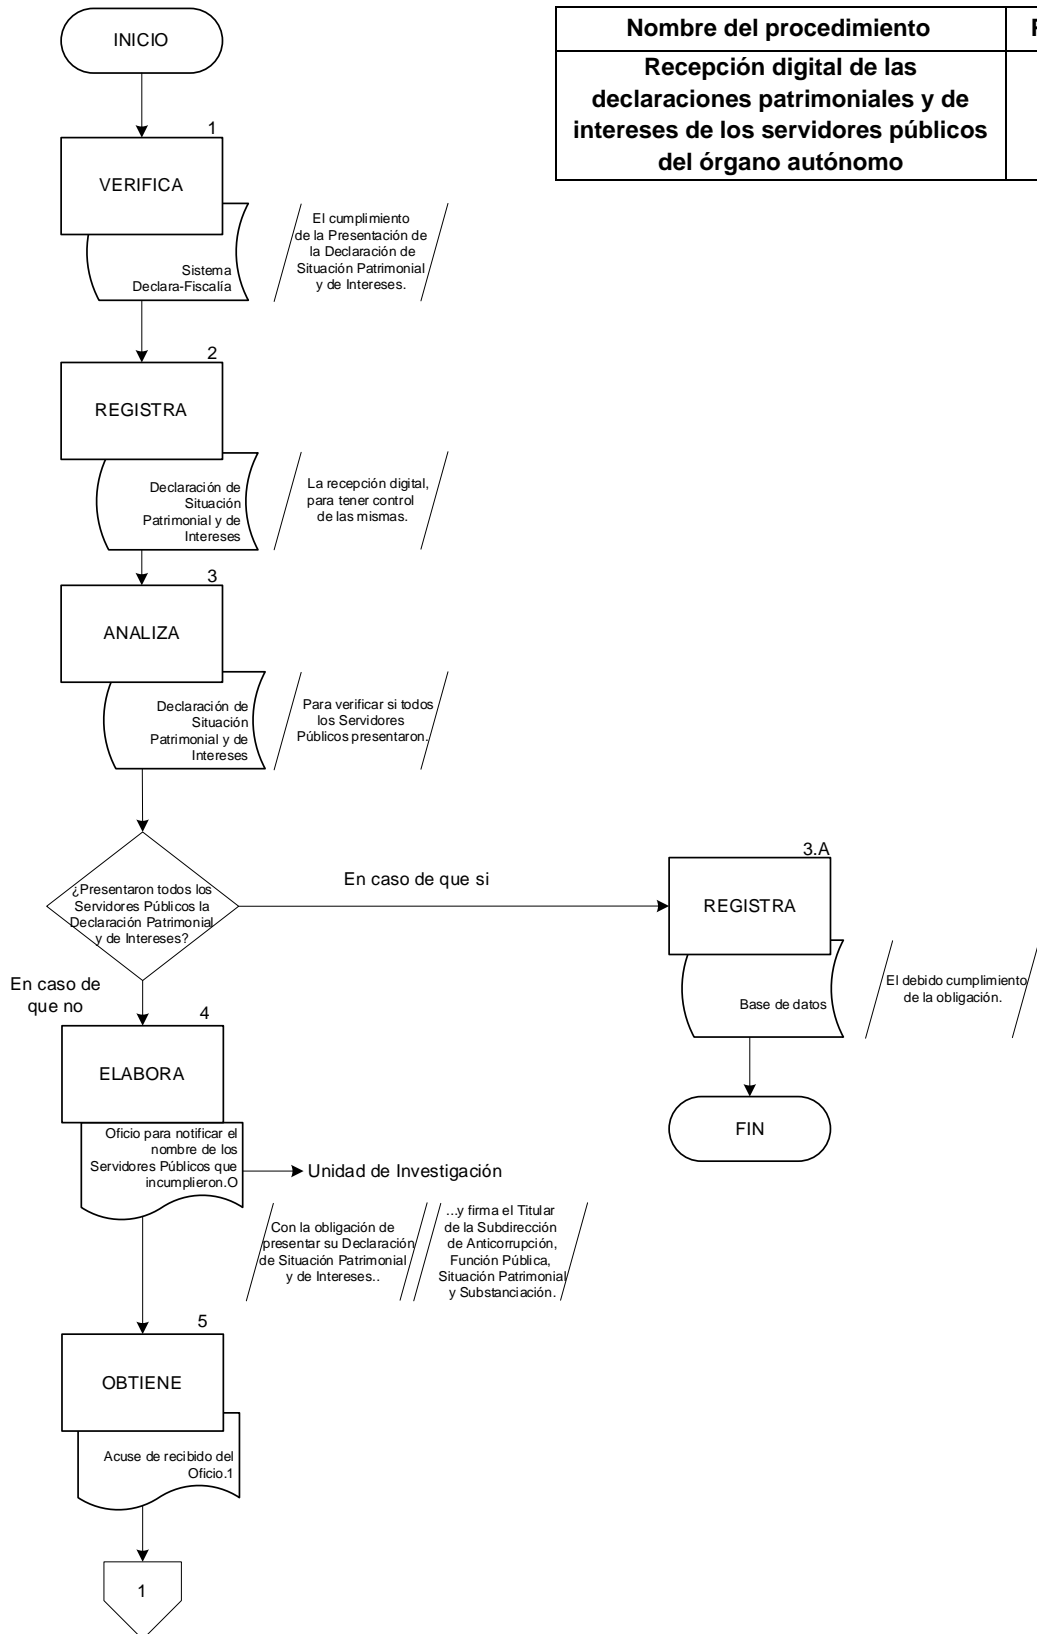 INICIO
Nombre del procedimiento
Recepción digital de las
declaraciones patrimoniales y de
intereses de los servidores públicos
del órgano autónomo
1
VERIFICA
Sistema
Declara-Fiscalía
El cumplimiento
de la Presentación de
la Declaración de
Situación Patrimonial
y de Intereses.
2
REGISTRA
Declaración de
Situación
Patrimonial y de
Intereses
La recepción digital,
para tener control
de las mismas.
3
ANALIZA
Declaración de
Situación
Patrimonial y de
Intereses
Para verificar si todos
los Servidores
Públicos presentaron.
¿Presentaron todos los
Servidores Públicos la
Declaración Patrimonial
y de Intereses?
En caso de que si
3.A
REGISTRA
Base de datos
El debido cumplimiento
de la obligación.
FIN
En caso de
que no
4
ELABORA
Oficio para notificar el
nombre de los
Servidores Públicos que
incumplieron.O
Unidad de Investigación
Con la obligación de
presentar su Declaración
de Situación Patrimonial
y de Intereses..
...y firma el Titular
de la Subdirección
de Anticorrupción,
Función Pública,
Situación Patrimonial
y Substanciación.
5
OBTIENE
Acuse de recibido del
Oficio.1
1